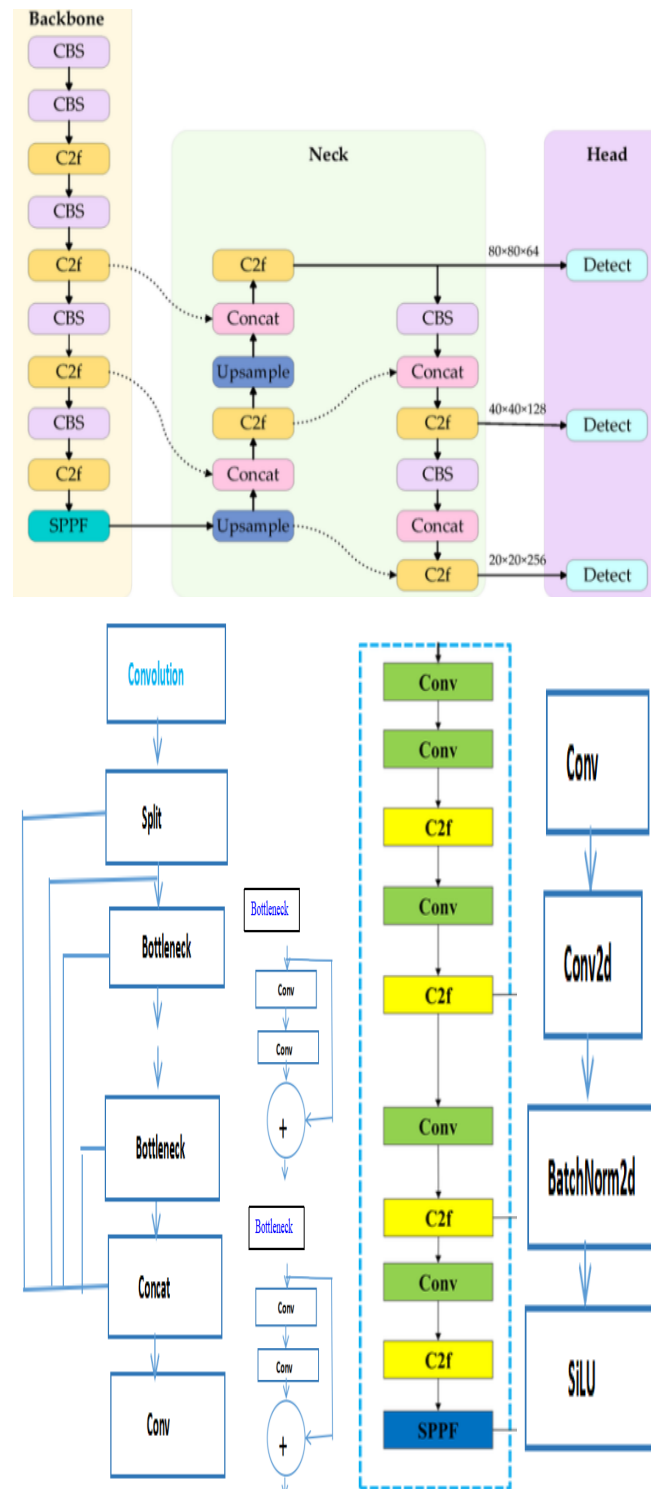 Backbone
CBS
CBS
C2f
CBS
C2f
CBS
C2f
CBS
C2f
SPPF
Neck
C2f
Concat
Upsample
C2f
Concat
Upsample
CBS
Concat
C2f
CBS
Concat
C2f
80×80×64
40×40×128
20×20×256
Head
Detect
Detect
Detect
Convolution
Split
Bottleneck
Bottleneck
Concat
Conv
Bottleneck
Conv
Conv
+
Bottleneck
Conv
Conv
+
Conv
Conv
C2f
Conv
C2f
Conv
C2f
Conv
C2f
SPPF
Conv
Conv2d
BatchNorm2d
SiLU